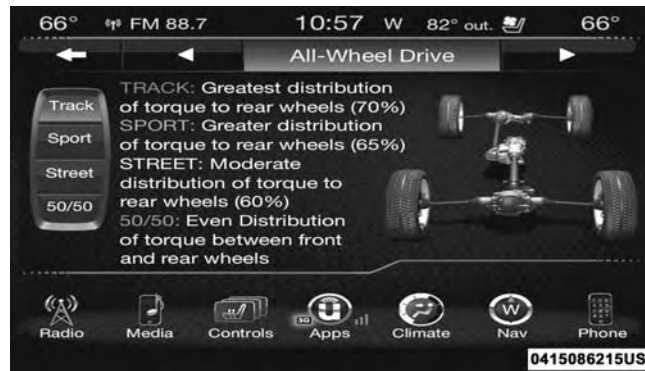 66° FM 88.7 10:57 W 82° out. 66°
All-Wheel Drive
Track
Sport
Street
50/50
TRACK: Greatest distribution
of torque to rear wheels (70%)
SPORT: Greater distribution
of torque to rear wheels (65%)
STREET: Moderate
distribution of torque to
rear wheels (60%)
50/50: Even Distribution
of torque between front
and rear wheels
3G
W
Radio Media Controls Apps Climate Nav Phone
0415086215US